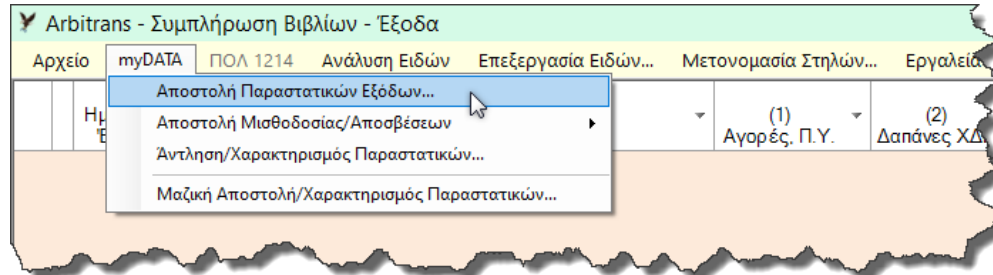 Arbitrans - Συμπλήρωση Βιβλίων - Έξοδα
Αρχείο myDATA ΠΟΛ 1214 Ανάλυση Ειδών Επεξεργασία Ειδών... Μετονομασία Στηλών... Εργαλεία
Αποστολή Παραστατικών Εξόδων...
Αποστολή Μισθοδοσίας/Αποσβέσεων
Άντληση/Χαρακτηρισμός Παραστατικών...
Μαζική Αποστολή/Χαρακτηρισμός Παραστατικών...
(1) (2)
Αγορές, Π.Υ. Δαπάνες